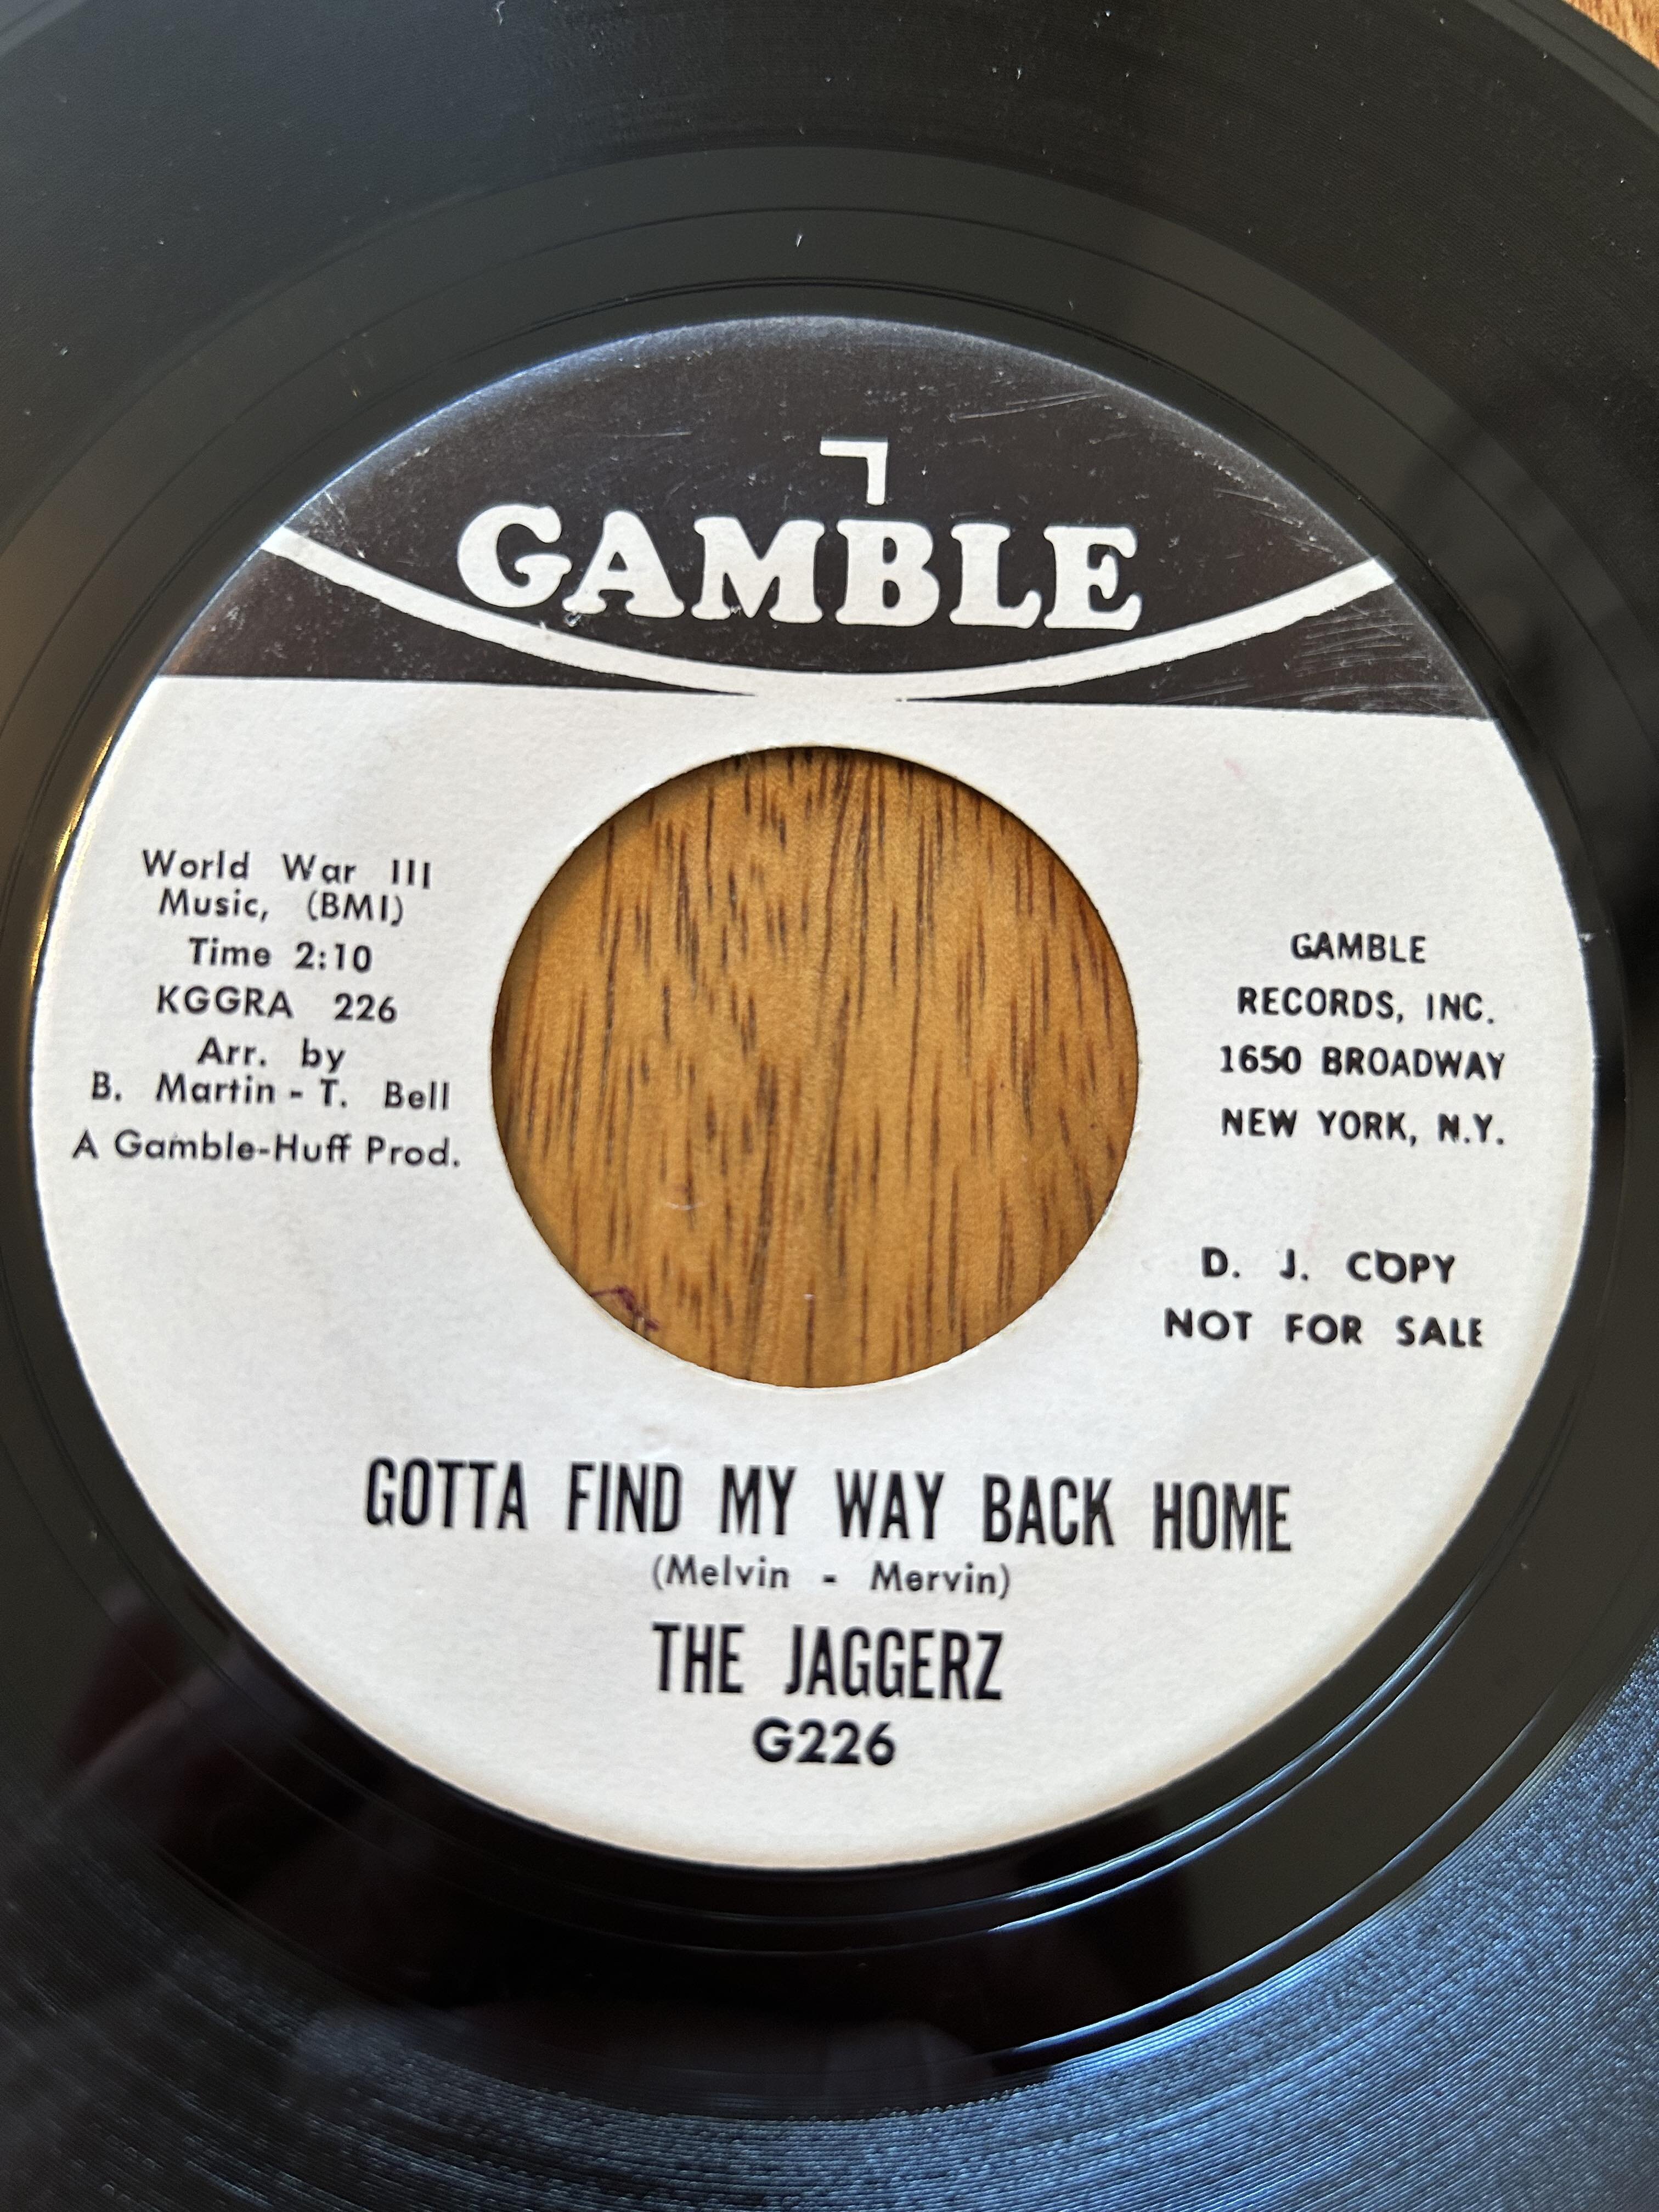 GAMBLE
World War III
Music, (BMI)
Time 2:10
KGGRA 226
Arr. by
B. Martin - T. Bell
A Gamble-Huff Prod.
GAMBLE
RECORDS, INC.
1650 BROADWAY
NEW YORK, N.Y.
D. J. COPY
NOT FOR SALE
GOTTA FIND MY WAY BACK HOME
(Melvin - Mervin)
THE JAGGERZ
G226